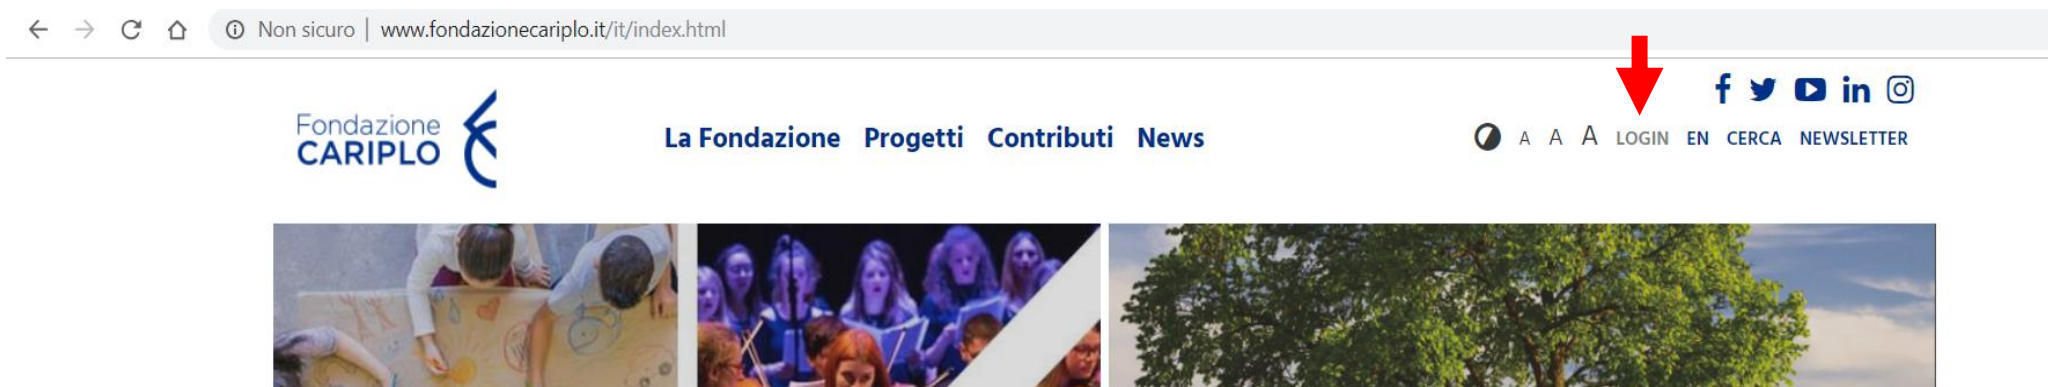 Non sicuro | www.fondazionecariplo.it/it/index.html
Fondazione
CARIPLO
La Fondazione Progetti Contributi News
A A A LOGIN EN CERCA NEWSLETTER